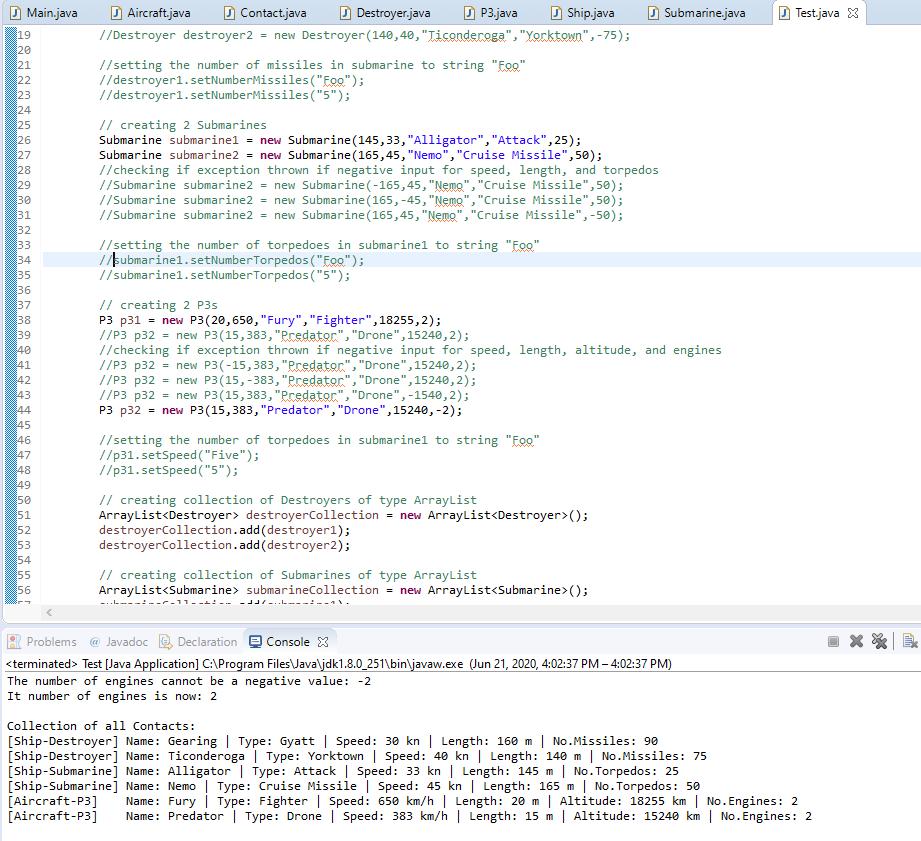 Main.java Aircraft.java Contact.java Destroyer.java P3.java Ship.java Submarine.java Test.java
19 //Destroyer destroyer2 = new Destroyer(140,40,"Ticonderoga","Yorktown",-75);
20
21 //setting the number of missiles in submarine to string "Foo"
22 //destroyer1.setNumberMissiles("Foo");
23 //destroyer1.setNumberMissiles("5");
24
25 // creating 2 Submarines
26 Submarine submarine1 = new Submarine(145,33,"Alligator","Attack",25);
27 Submarine submarine2 = new Submarine(165,45,"Nemo","Cruise Missile",50);
28 //checking if exception thrown if negative input for speed, length, and torpedos
29 //Submarine submarine2 = new Submarine(-165,45,"Nemo","Cruise Missile",50);
30 //Submarine submarine2 = new Submarine(165,-45,"Nemo","Cruise Missile",50);
31 //Submarine submarine2 = new Submarine(165,45,"Nemo","Cruise Missile",-50);
32
33 //setting the number of torpedoes in submarine1 to string "Foo"
34 //submarine1.setNumberTorpedos("Foo");
35 //submarine1.setNumberTorpedos("5");
36
37 // creating 2 P3s
38 P3 p31 = new P3(20,650,"Fury","Fighter",18255,2);
39 //P3 p32 = new P3(15,383,"Predator","Drone",15240,2);
40 //checking if exception thrown if negative input for speed, length, altitude, and engines
41 //P3 p32 = new P3(-15,383,"Predator","Drone",15240,2);
42 //P3 p32 = new P3(15,-383,"Predator","Drone",15240,2);
43 //P3 p32 = new P3(15,383,"Predator","Drone",-1540,2);
44 P3 p32 = new P3(15,383,"Predator","Drone",15240,-2);
45
46 //setting the number of torpedoes in submarine1 to string "Foo"
47 //p31.setSpeed("Five");
48 //p31.setSpeed("5");
49
50 // creating collection of Destroyers of type ArrayList
51 ArrayList<Destroyer> destroyerCollection = new ArrayList<Destroyer>();
52 destroyerCollection.add(destroyer1);
53 destroyerCollection.add(destroyer2);
54
55 // creating collection of Submarines of type ArrayList
56 ArrayList<Submarine> submarineCollection = new ArrayList<Submarine>();
Problems @ Javadoc Declaration Console
<terminated> Test [Java Application] C:\Program Files\Java\jdk1.8.0_251\bin\javaw.exe (Jun 21, 2020, 4:02:37 PM – 4:02:37 PM)
The number of engines cannot be a negative value: -2
It number of engines is now: 2
Collection of all Contacts:
[Ship-Destroyer] Name: Gearing | Type: Gyatt | Speed: 30 kn | Length: 160 m | No.Missiles: 90
[Ship-Destroyer] Name: Ticonderoga | Type: Yorktown | Speed: 40 kn | Length: 140 m | No.Missiles: 75
[Ship-Submarine] Name: Alligator | Type: Attack | Speed: 33 kn | Length: 145 m | No.Torpedos: 25
[Ship-Submarine] Name: Nemo | Type: Cruise Missile | Speed: 45 kn | Length: 165 m | No.Torpedos: 50
[Aircraft-P3] Name: Fury | Type: Fighter | Speed: 650 km/h | Length: 20 m | Altitude: 18255 km | No.Engines: 2
[Aircraft-P3] Name: Predator | Type: Drone | Speed: 383 km/h | Length: 15 m | Altitude: 15240 km | No.Engines: 2